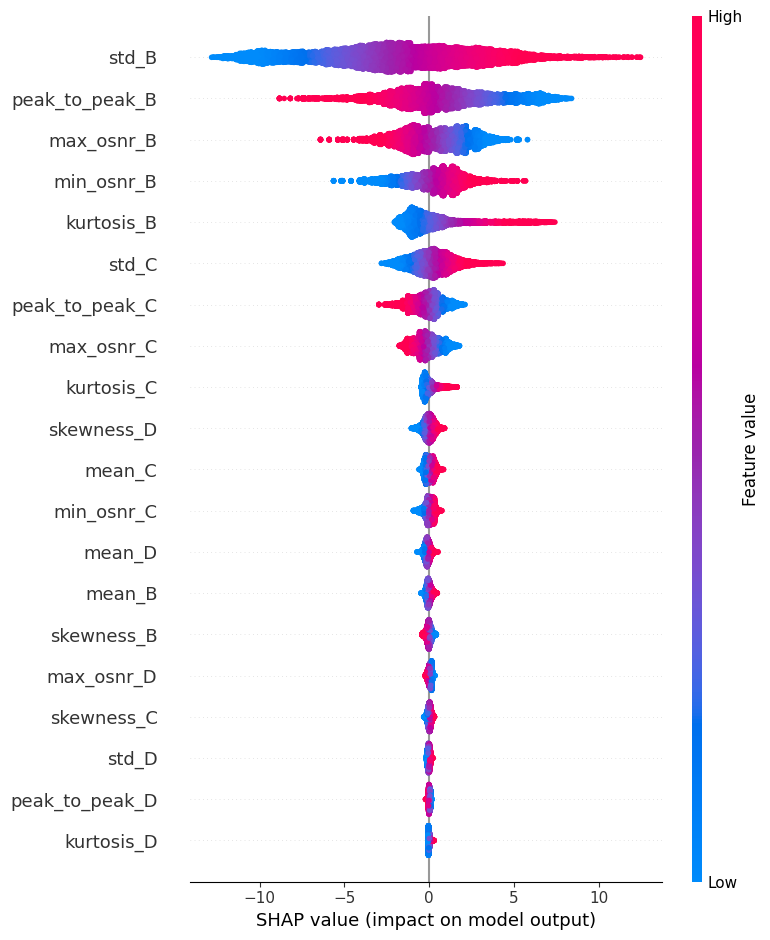 High
std_B
peak_to_peak_B
max_osnr_B
min_osnr_B
kurtosis_B
std_C
peak_to_peak_C
max_osnr_C
kurtosis_C
skewness_D
mean_C
min_osnr_C
mean_D
mean_B
skewness_B
max_osnr_D
skewness_C
std_D
peak_to_peak_D
kurtosis_D
Feature value
Low
−10 −5 0 5 10
SHAP value (impact on model output)